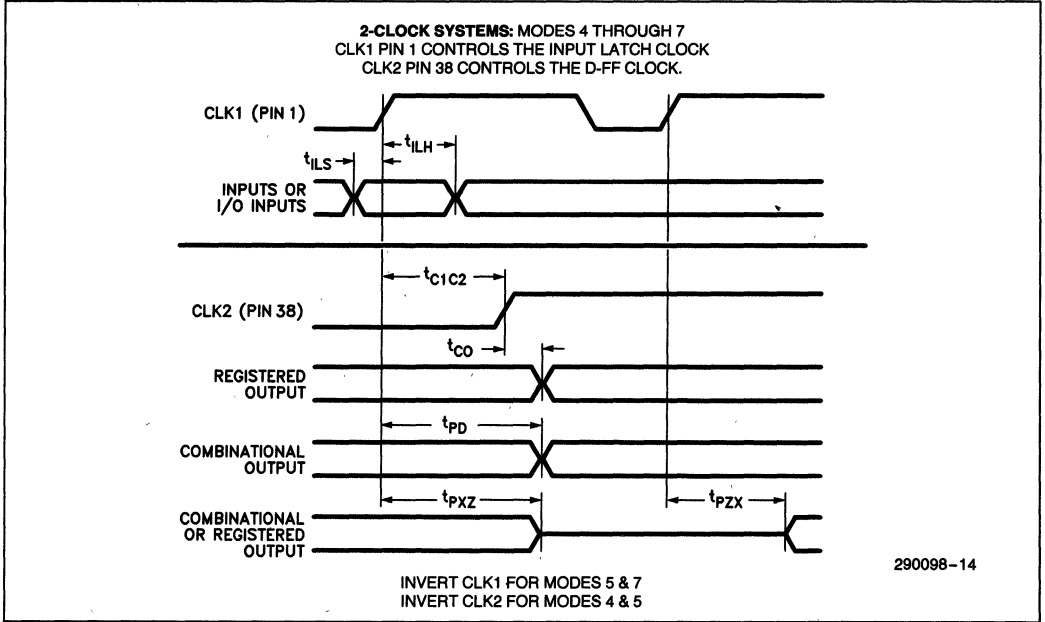 2-CLOCK SYSTEMS: MODES 4 THROUGH 7
CLK1 PIN 1 CONTROLS THE INPUT LATCH CLOCK
CLK2 PIN 38 CONTROLS THE D-FF CLOCK.
CLK1 (PIN 1)
tILH
tILS
INPUTS OR
I/O INPUTS
tC1C2
CLK2 (PIN 38)
tCO
REGISTERED
OUTPUT
tPD
COMBINATIONAL
OUTPUT
tPXZ
tPZX
COMBINATIONAL
OR REGISTERED
OUTPUT
290098-14
INVERT CLK1 FOR MODES 5 & 7
INVERT CLK2 FOR MODES 4 & 5